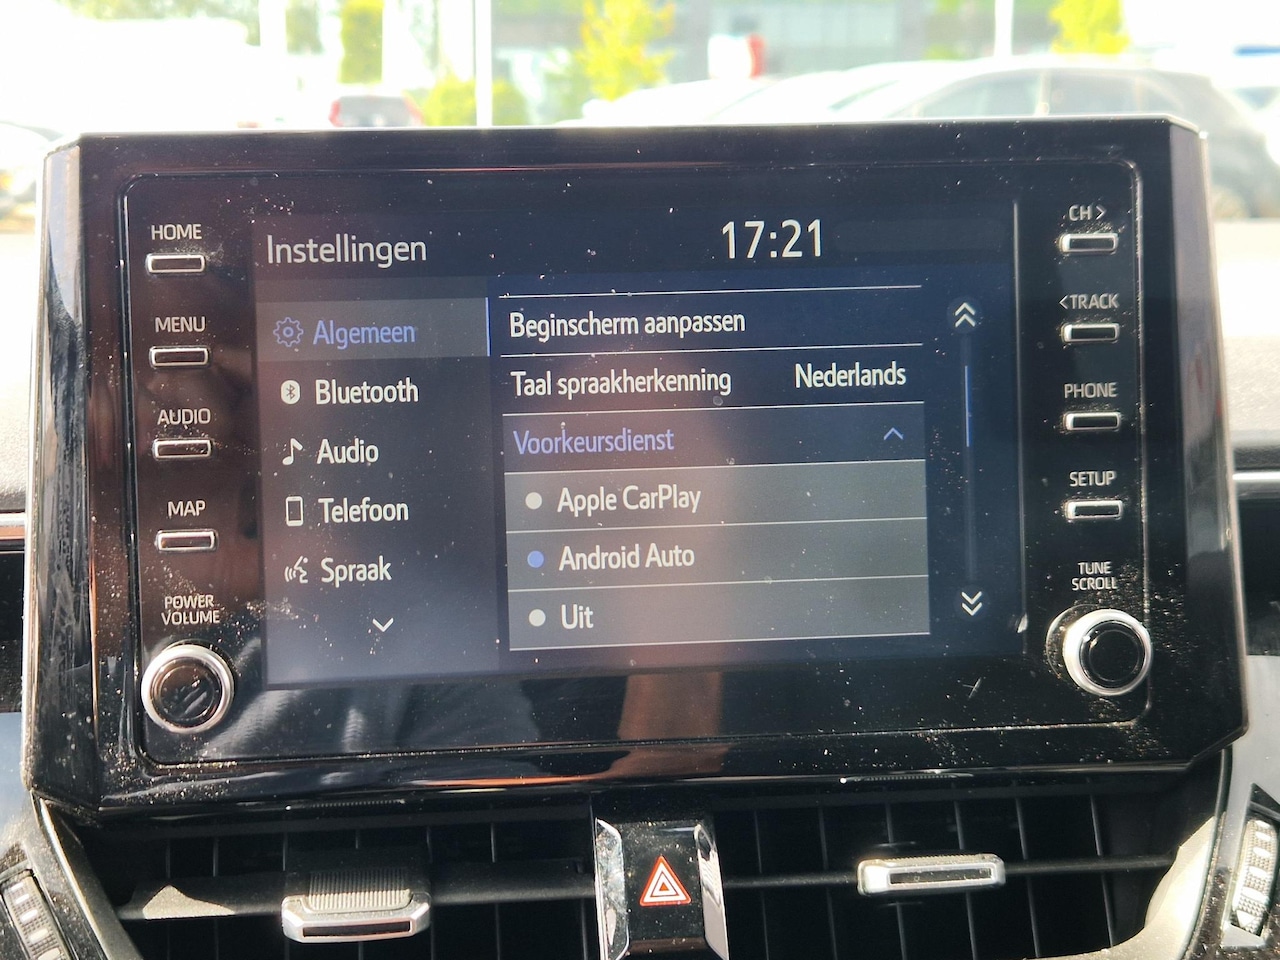 HOME
MENU
AUDIO
MAP
POWER
VOLUME
Instellingen
17:21
Algemeen
Bluetooth
Audio
Telefoon
Spraak
Beginscherm aanpassen
Taal spraakherkenning Nederlands
Voorkeursdienst
Apple CarPlay
Android Auto
Uit
CH >
< TRACK
PHONE
SETUP
TUNE
SCROLL